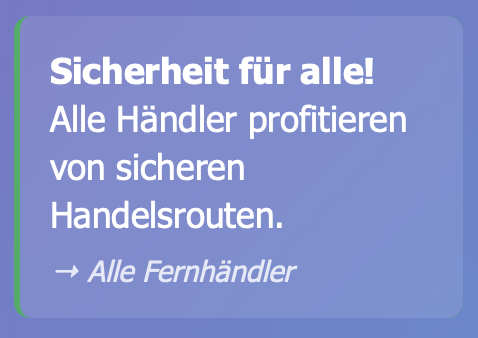 Sicherheit für alle!
Alle Händler profitieren
von sicheren
Handelsrouten.
→ Alle Fernhändler